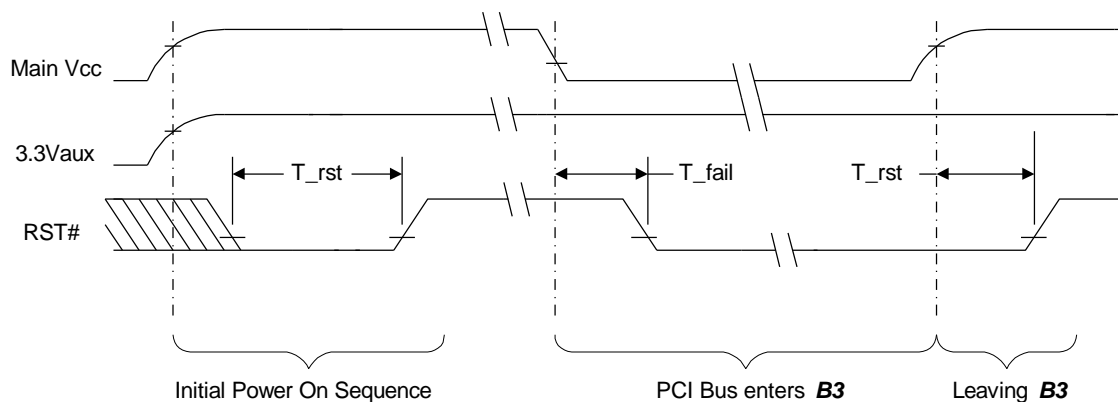 Main Vcc
3.3Vaux
T_rst
T_fail
T_rst
RST#
Initial Power On Sequence
PCI Bus enters B3
Leaving B3